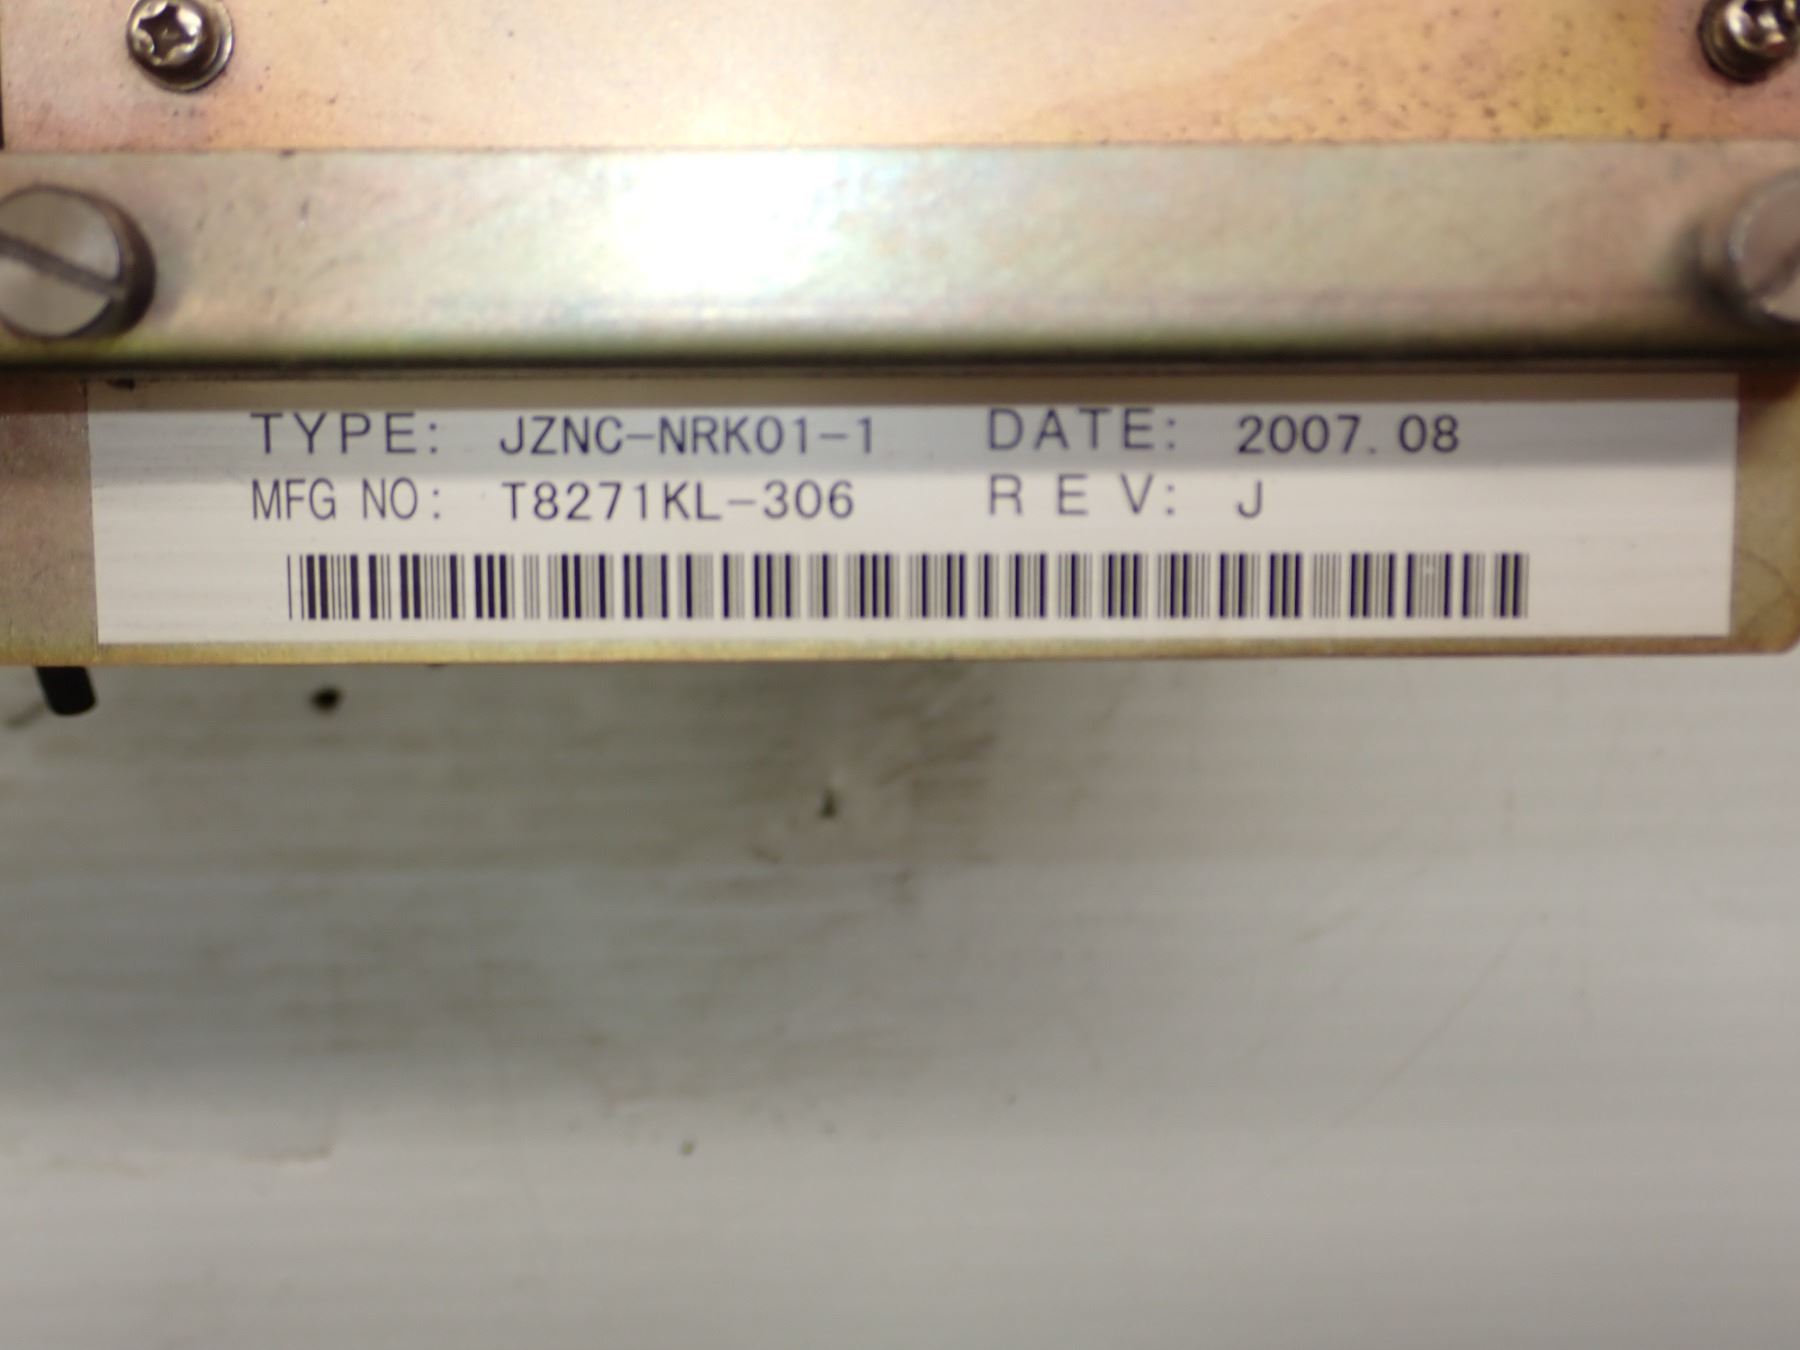 TYPE: JZNC-NRK01-1 DATE: 2007.08
MFG NO: T8271KL-306 REV: J